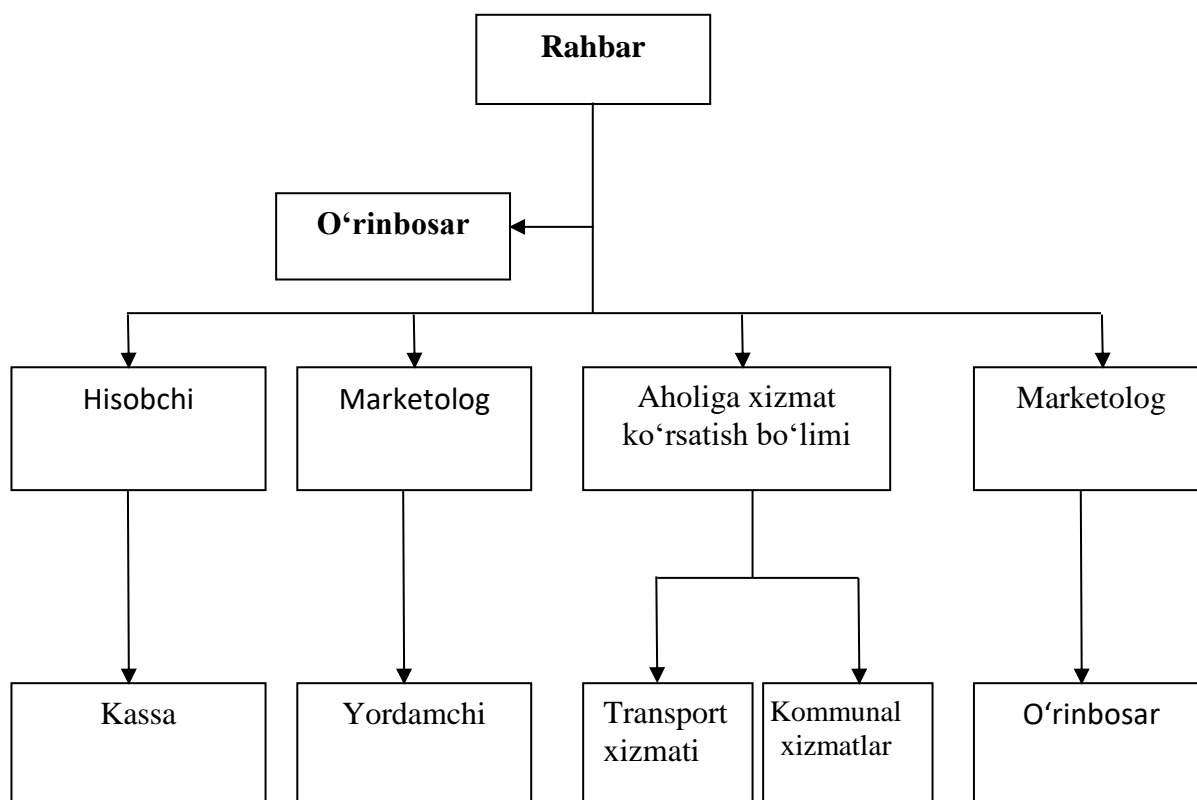 Rahbar
O‘rinbosar
Hisobchi
Marketolog
Aholiga xizmat
ko‘rsatish bo‘limi
Marketolog
Kassa
Yordamchi
Transport
xizmati
Kommunal
xizmatlar
O‘rinbosar